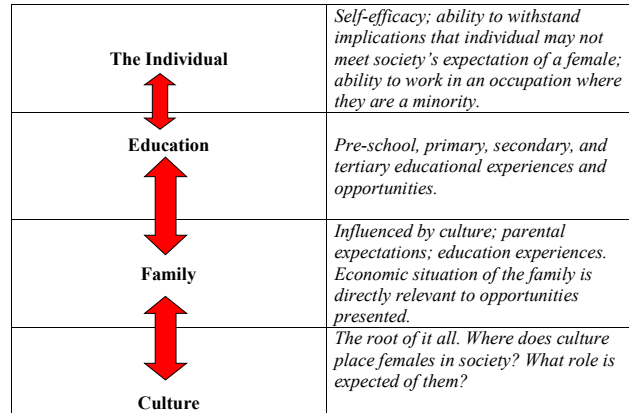 The Individual
Self-efficacy; ability to withstand
implications that individual may not
meet society's expectation of a female;
ability to work in an occupation where
they are a minority.
Education
Pre-school, primary, secondary, and
tertiary educational experiences and
opportunities.
Family
Influenced by culture; parental
expectations; education experiences.
Economic situation of the family is
directly relevant to opportunities
presented.
Culture
The root of it all. Where does culture
place females in society? What role is
expected of them?